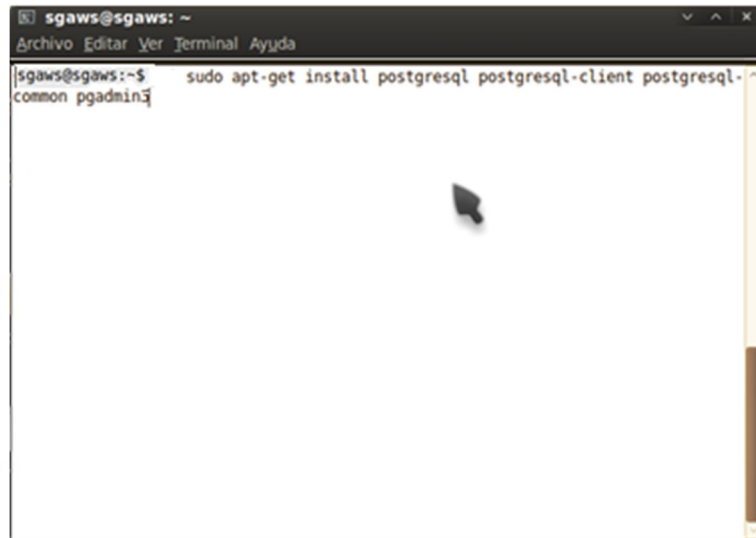 sgaws@sgaws: ~
Archivo Editar Ver Terminal Ayuda
sgaws@sgaws:~$ sudo apt-get install postgresql postgresql-client postgresql-
common pgadmin3